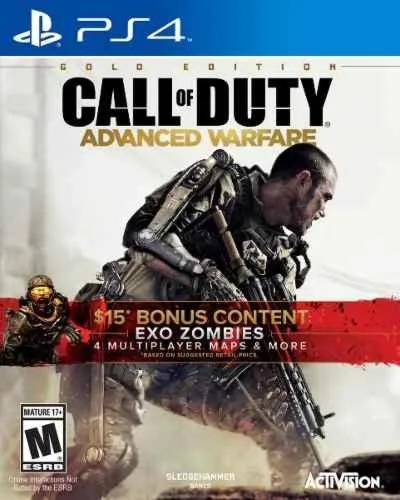 PS4
GOLD EDITION
CALL OF DUTY®
ADVANCED WARFARE
$15* BONUS CONTENT:
EXO ZOMBIES
4 MULTIPLAYER MAPS & MORE
*BASED ON SUGGESTED RETAIL PRICE.
MATURE 17+
M
ESRB
Online Interactions Not
Rated by the ESRB
SLEDGEHAMMER
GAMES
ACTIVISION